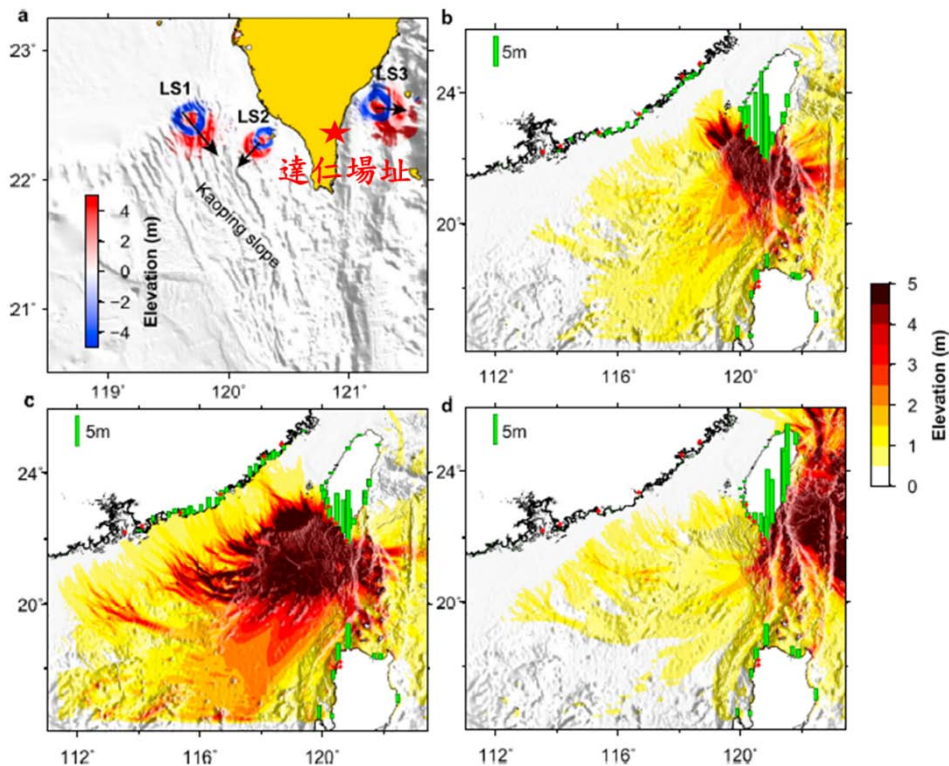 a
23°
22°
21°
119°
120°
121°
LS1
LS2
LS3
達仁場址
Kaoping slope
4
2
0
−2
−4
Elevation (m)
b
5m
24°
20°
112°
116°
120°
c
5m
24°
20°
112°
116°
120°
d
5m
24°
20°
112°
116°
120°
5
4
3
2
1
0
Elevation (m)